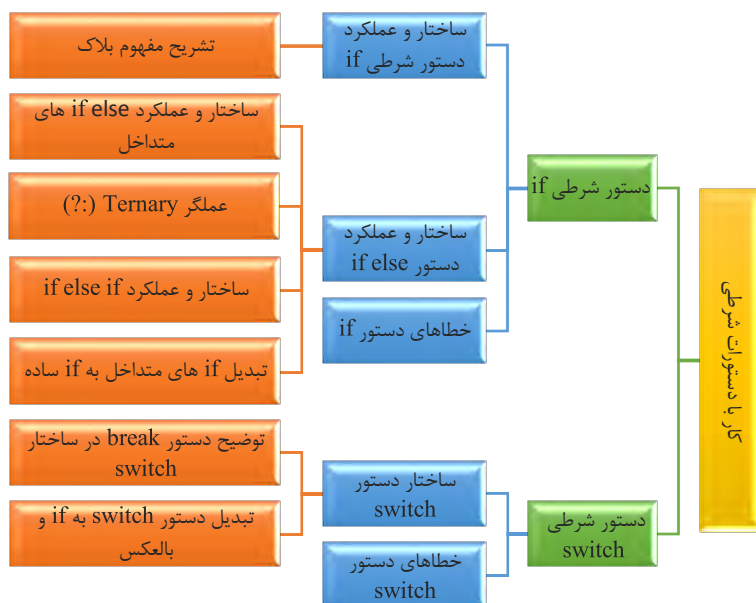 کار با دستورات شرطی
دستور شرطی if
ساختار و عملکرد
دستور شرطی if
تشریح مفهوم بلاک
ساختار و عملکرد
دستور if else
ساختار و عملکرد if else های
متداخل
عملگر Ternary (?:)
ساختار و عملکرد if else if
تبدیل if های متداخل به if ساده
خطاهای دستور if
دستور شرطی
switch
ساختار دستور
switch
توضیح دستور break در ساختار
switch
تبدیل دستور switch به if و
بالعکس
خطاهای دستور
switch